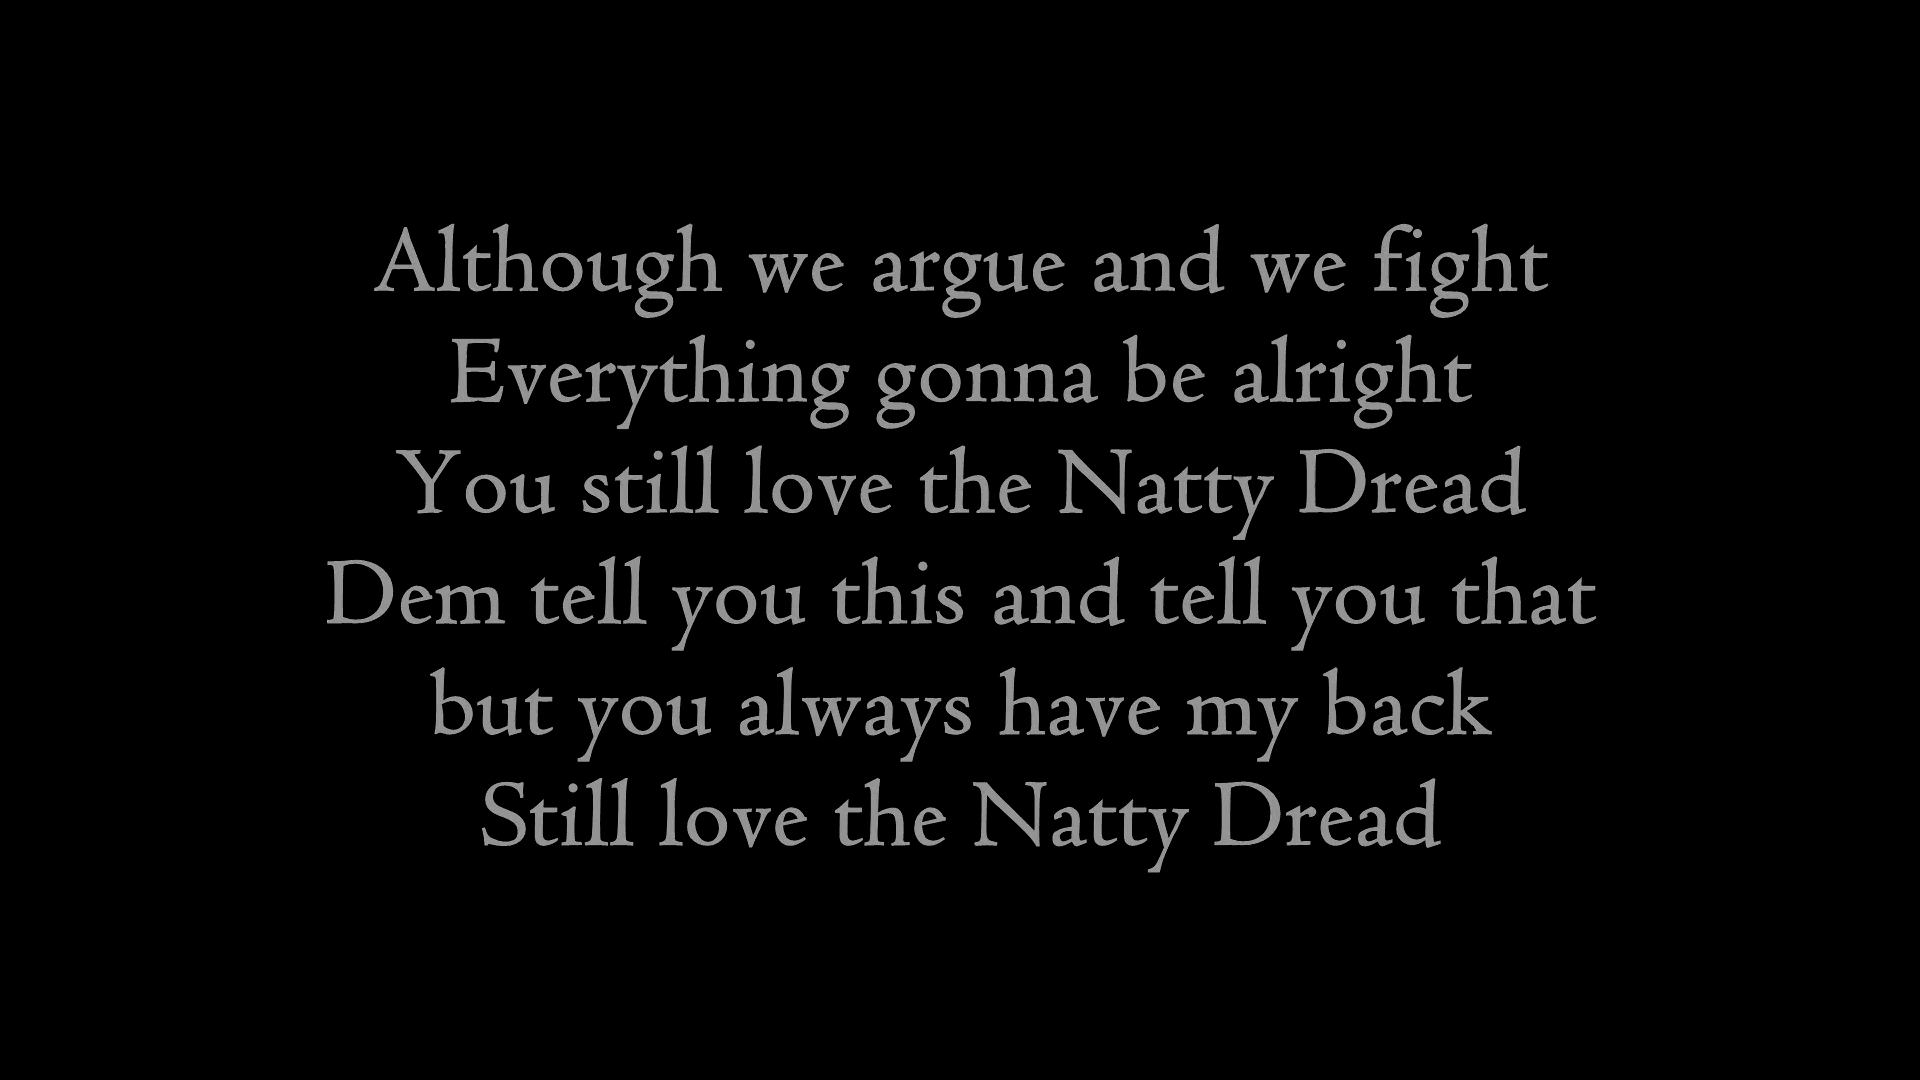 Although we argue and we fight
Everything gonna be alright
You still love the Natty Dread
Dem tell you this and tell you that
but you always have my back
Still love the Natty Dread